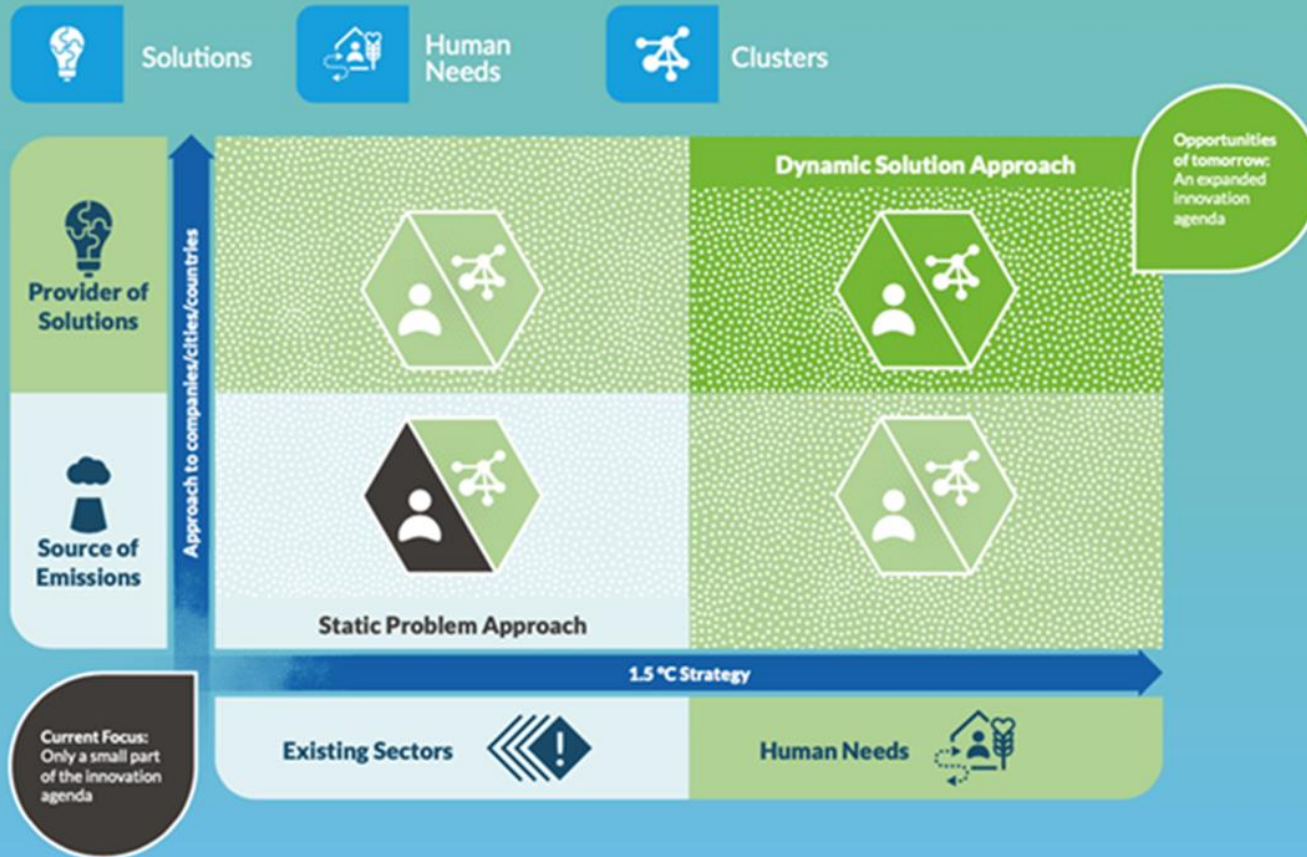 Solutions
Human
Needs
Clusters
Opportunities
of tomorrow:
An expanded
innovation
agenda
Dynamic Solution Approach
Provider of
Solutions
Approach to companies/cities/countries
Source of
Emissions
Static Problem Approach
1.5 °C Strategy
Current Focus:
Only a small part
of the innovation
agenda
Existing Sectors
Human Needs